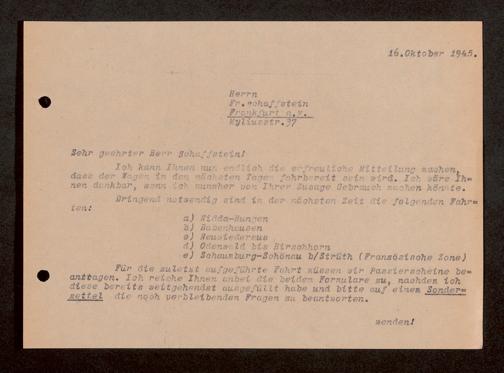 16.Oktober 1945.
Herrn
Fr.Schaffstein
Frankfurt a.M.
Myliusstr.37
Sehr geehrter Herr Schaffstein!
Ich kann Ihnen nun endlich die erfreuliche Mitteilung machen,
dass der Wagen in den nächsten Tagen fahrbereit sein wird. Ich wäre Ih-
nen dankbar, wenn ich nunmehr von Ihrer Zusage Gebrauch machen könnte.
Dringend notwendig sind in der nächsten Zeit die folgenden Fahr-
ten:
a) Nidda-Hungen
b) Babenhausen
c)
d) Odenwald bis Hirschhorn
e) Schaumburg-Schönau b/Strüth (Französische Zone)
Für die zuletzt aufgeführte Fahrt müssen wir Passierscheine be-
antragen. Ich reiche Ihnen anbei die beiden Formulare zu, nachdem ich
diese bereits weitgehendst ausgefüllt habe und bitte auf einem Sonder-
zettel die noch verbleibenden Fragen zu beantworten.
wenden!